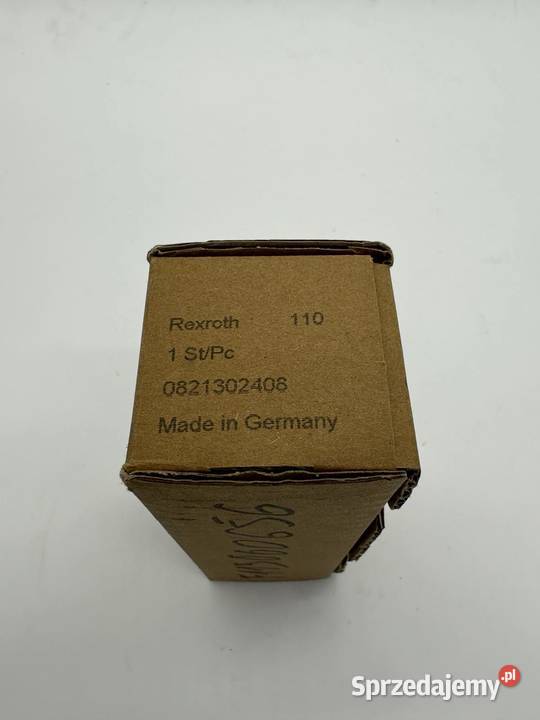 Rexroth 110
1 St/Pc
0821302408
Made in Germany
Sprzedajemy.pl